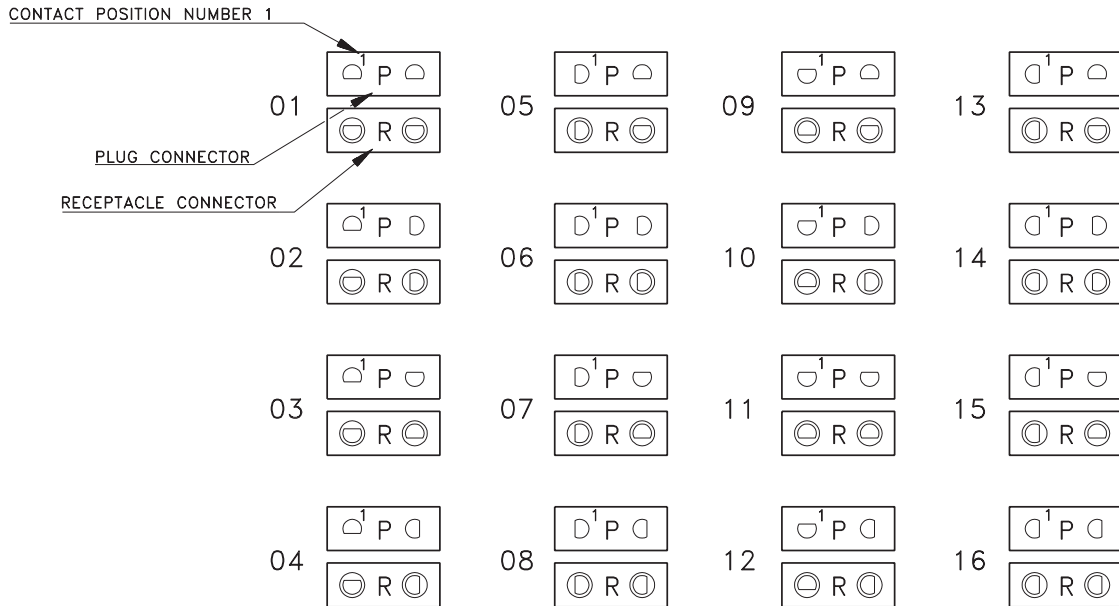 CONTACT POSITION NUMBER 1
1 P
1 P
1 P
1 P
01
05
09
13
R
R
R
R
PLUG CONNECTOR
RECEPTACLE CONNECTOR
1 P
1 P
1 P
1 P
02
06
10
14
R
R
R
R
1 P
1 P
1 P
1 P
03
07
11
15
R
R
R
R
1 P
1 P
1 P
1 P
04
08
12
16
R
R
R
R